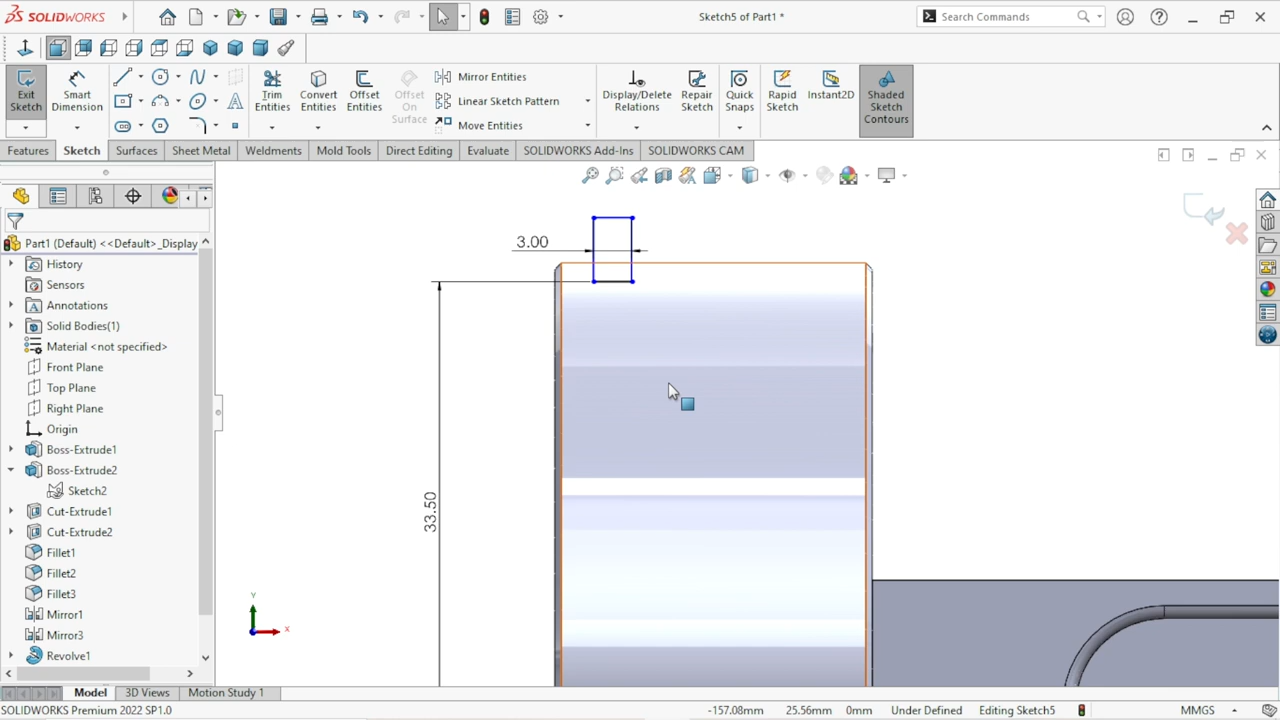 SOLIDWORKS
Sketch5 of Part1 *
Search Commands
Exit Sketch
Smart Dimension
Trim Entities
Convert Entities
Offset Entities
Offset On Surface
Mirror Entities
Linear Sketch Pattern
Move Entities
Display/Delete Relations
Repair Sketch
Quick Snaps
Rapid Sketch
Instant2D
Shaded Sketch Contours
Features
Sketch
Surfaces
Sheet Metal
Weldments
Mold Tools
Direct Editing
Evaluate
SOLIDWORKS Add-Ins
SOLIDWORKS CAM
Part1 (Default) <<Default>_Display
History
Sensors
Annotations
Solid Bodies(1)
Material <not specified>
Front Plane
Top Plane
Right Plane
Origin
Boss-Extrude1
Boss-Extrude2
Sketch2
Cut-Extrude1
Cut-Extrude2
Fillet1
Fillet2
Fillet3
Mirror1
Mirror3
Revolve1
3.00
33.50
Y
X
Model
3D Views
Motion Study 1
SOLIDWORKS Premium 2022 SP1.0
-157.08mm
25.56mm
0mm
Under Defined
Editing Sketch5
MMGS